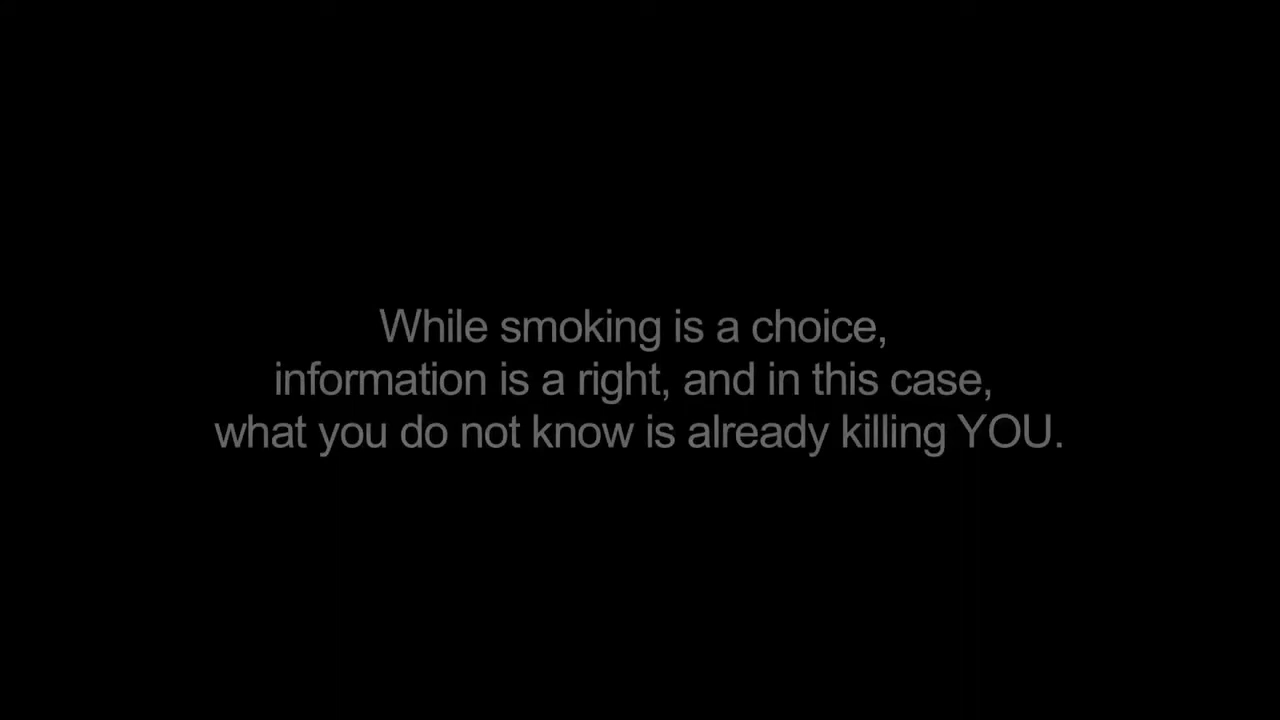 While smoking is a choice,
information is a right, and in this case,
what you do not know is already killing YOU.